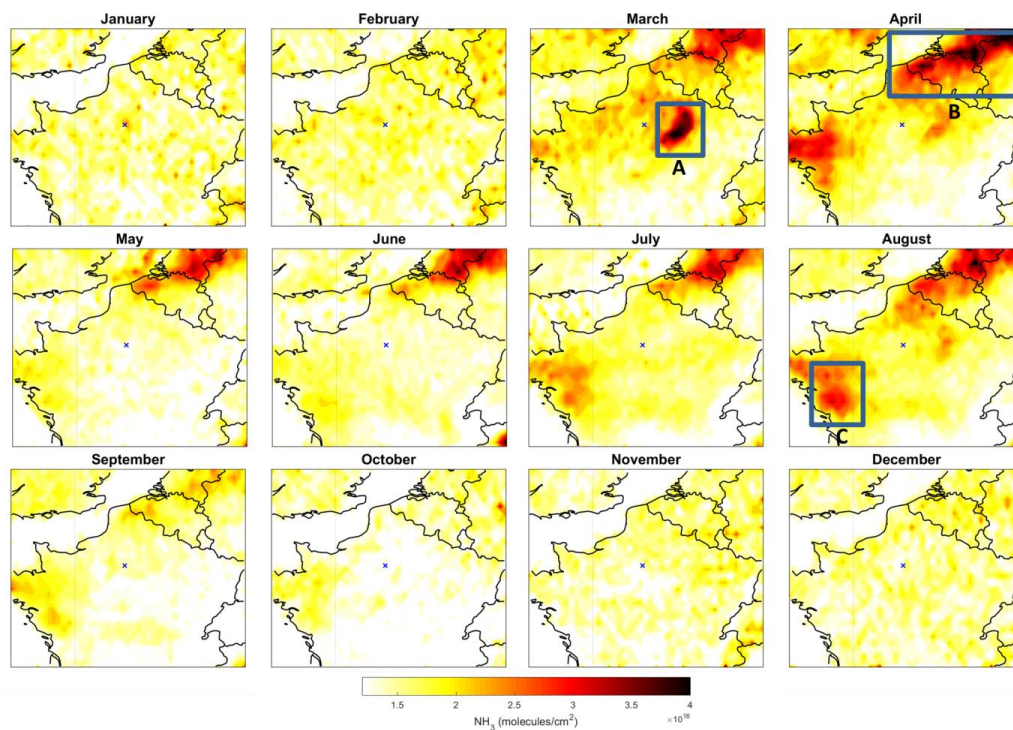 January February March April
A
B
May June July August
C
September October November December
1.5 2 2.5 3 3.5 4
×10¹⁶
NH₃ (molecules/cm²)